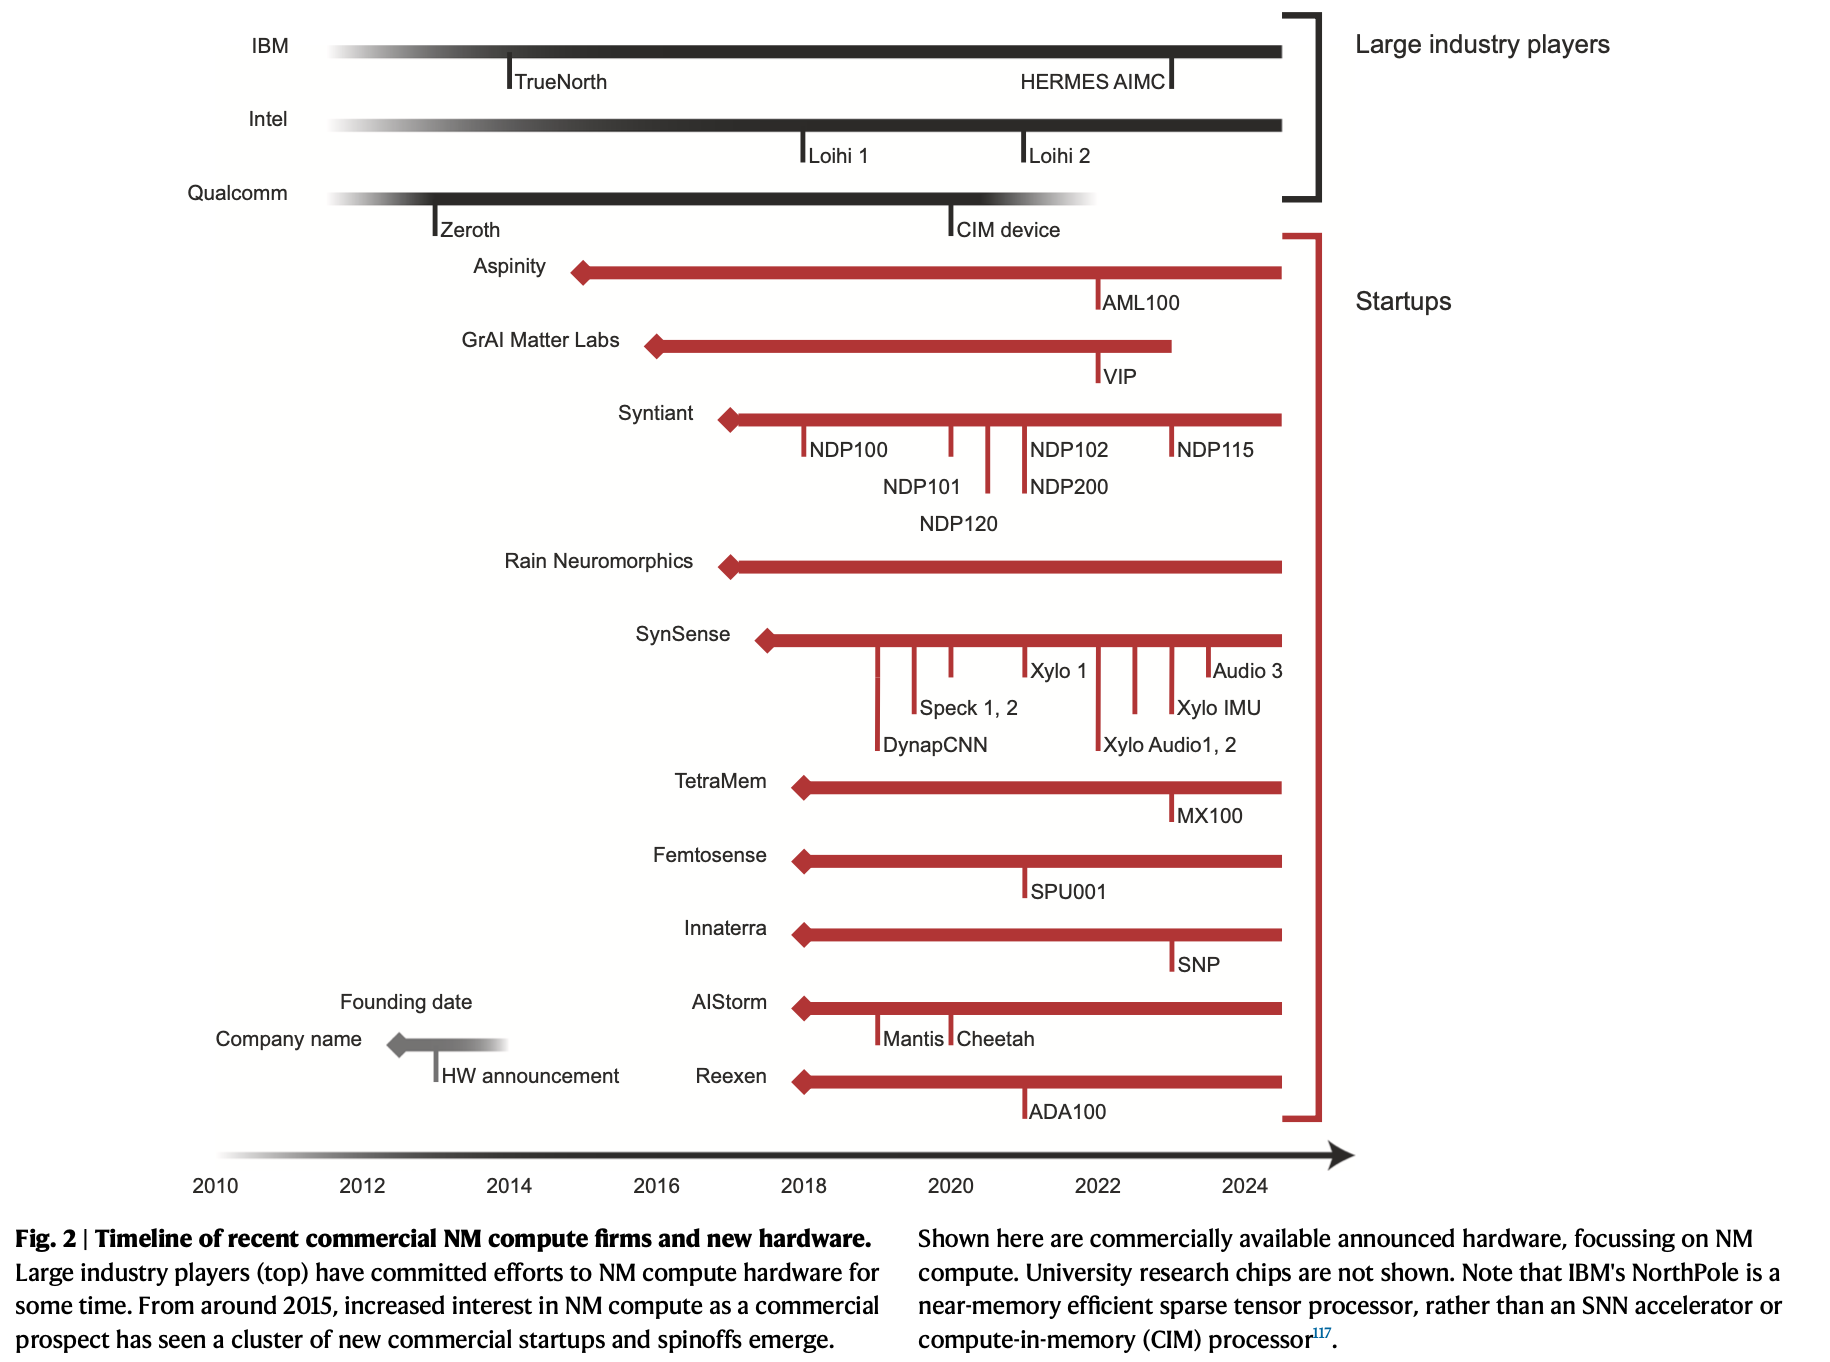 IBM
Large industry players
TrueNorth
HERMES AIMC
Intel
Loihi 1
Loihi 2
Qualcomm
Zeroth
CIM device
Aspinity
AML100
Startups
GrAI Matter Labs
VIP
Syntiant
NDP100
NDP102
NDP115
NDP101
NDP200
NDP120
Rain Neuromorphics
SynSense
Xylo 1
Audio 3
Speck 1, 2
Xylo IMU
DynapCNN
Xylo Audio1, 2
TetraMem
MX100
Femtosense
SPU001
Innaterra
SNP
Founding date
AIStorm
Company name
Mantis
Cheetah
HW announcement
Reexen
ADA100
2010 2012 2014 2016 2018 2020 2022 2024
Fig. 2 | Timeline of recent commercial NM compute firms and new hardware.
Large industry players (top) have committed efforts to NM compute hardware for
some time. From around 2015, increased interest in NM compute as a commercial
prospect has seen a cluster of new commercial startups and spinoffs emerge.
Shown here are commercially available announced hardware, focussing on NM
compute. University research chips are not shown. Note that IBM's NorthPole is a
near-memory efficient sparse tensor processor, rather than an SNN accelerator or
compute-in-memory (CIM) processor117.